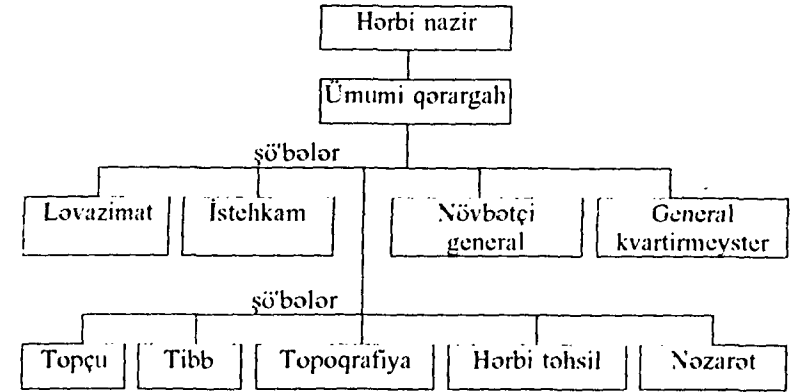 Hərbi nazir
Ümumi qərargah
şö'bələr
Ləvazimat
İstehkam
Növbətçi
general
General
kvartirmeyster
şö'bələr
Topçu
Tibb
Topoqrafiya
Hərbi təhsil
Nəzarət